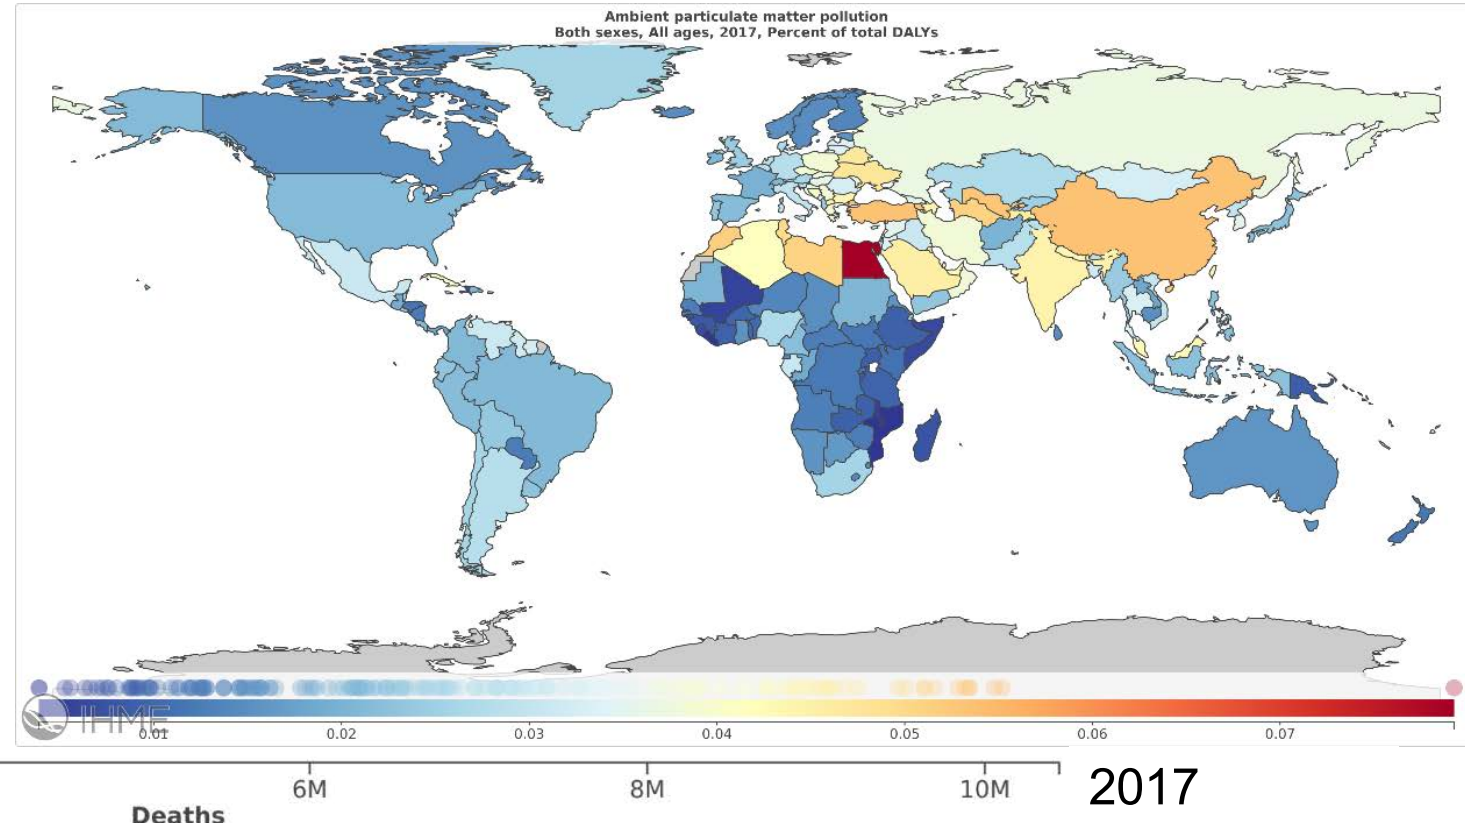 Ambient particulate matter pollution
Both sexes, All ages, 2017, Percent of total DALYs
IHME
0.01 0.02 0.03 0.04 0.05 0.06 0.07
6M 8M 10M 2017
Deaths